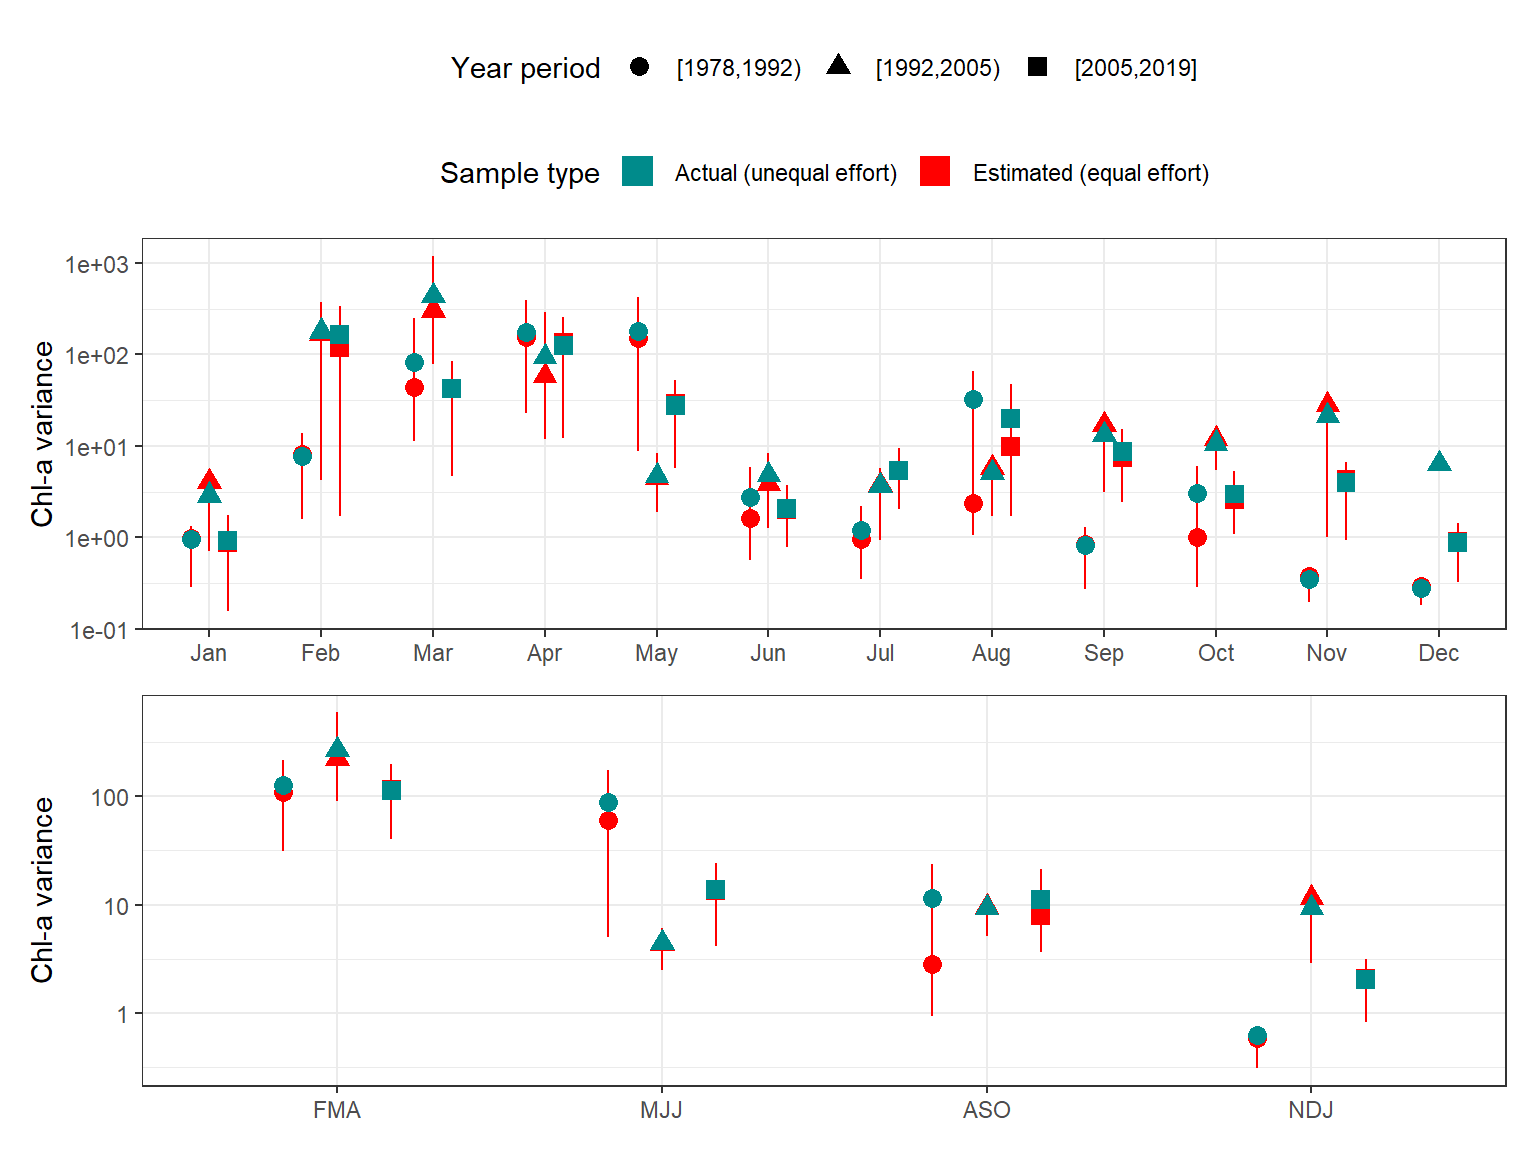 Year period [1978,1992) [1992,2005) [2005,2019]
Sample type Actual (unequal effort) Estimated (equal effort)
Chl-a variance
1e+03
1e+02
1e+01
1e+00
1e-01
Jan Feb Mar Apr May Jun Jul Aug Sep Oct Nov Dec
Chl-a variance
100
10
1
FMA MJJ ASO NDJ